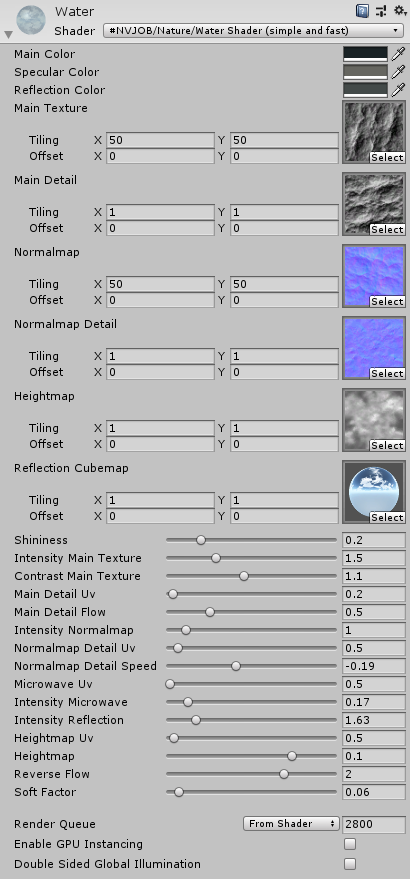 Water
Shader #NVJOB/Nature/Water Shader (simple and fast)
Main Color
Specular Color
Reflection Color
Main Texture
Tiling X 50 Y 50
Offset X 0 Y 0
Select
Main Detail
Tiling X 1 Y 1
Offset X 0 Y 0
Select
Normalmap
Tiling X 50 Y 50
Offset X 0 Y 0
Select
Normalmap Detail
Tiling X 1 Y 1
Offset X 0 Y 0
Select
Heightmap
Tiling X 1 Y 1
Offset X 0 Y 0
Select
Reflection Cubemap
Tiling X 1 Y 1
Offset X 0 Y 0
Select
Shininess 0.2
Intensity Main Texture 1.5
Contrast Main Texture 1.1
Main Detail Uv 0.2
Main Detail Flow 0.5
Intensity Normalmap 1
Normalmap Detail Uv 0.5
Normalmap Detail Speed -0.19
Microwave Uv 0.5
Intensity Microwave 0.17
Intensity Reflection 1.63
Heightmap Uv 0.5
Heightmap 0.1
Reverse Flow 2
Soft Factor 0.06
Render Queue From Shader 2800
Enable GPU Instancing
Double Sided Global Illumination